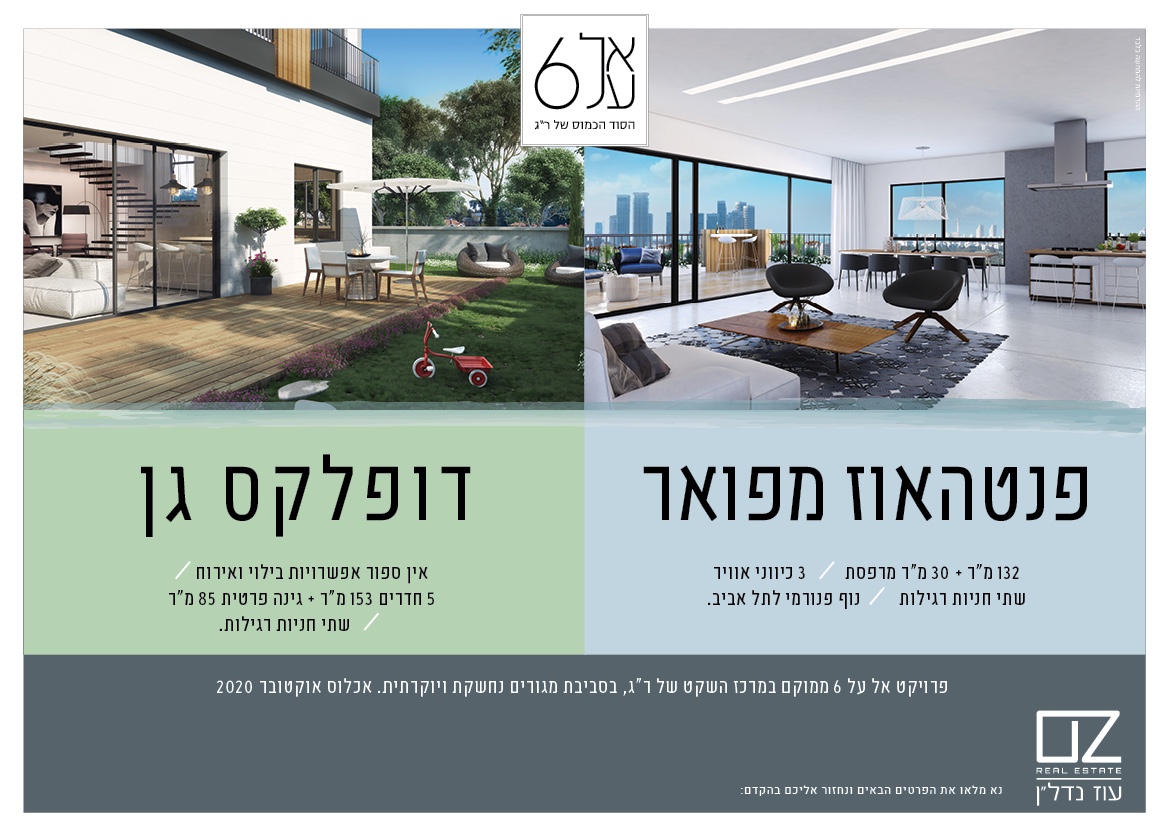 אל
על 6
הסוד הכמוס של ר"ג
ההדמיות להמחשה בלבד
פנטהאוז מפואר
132 מ"ר + 30 מ"ר מרפסת / 3 כיווני אוויר
שתי חניות רגילות / נוף פנורמי לתל אביב.
דופלקס גן
אין ספור אפשרויות בילוי ואירוח /
5 חדרים 153 מ"ר + גינה פרטית 85 מ"ר
/ שתי חניות רגילות.
פרויקט אל על 6 ממוקם במרכז השקט של ר"ג, בסביבת מגורים נחשקת ויוקרתית. אכלוס אוקטובר 2020
נא מלאו את הפרטים הבאים ונחזור אליכם בהקדם:
OZ
REAL ESTATE
עוז נדל"ן